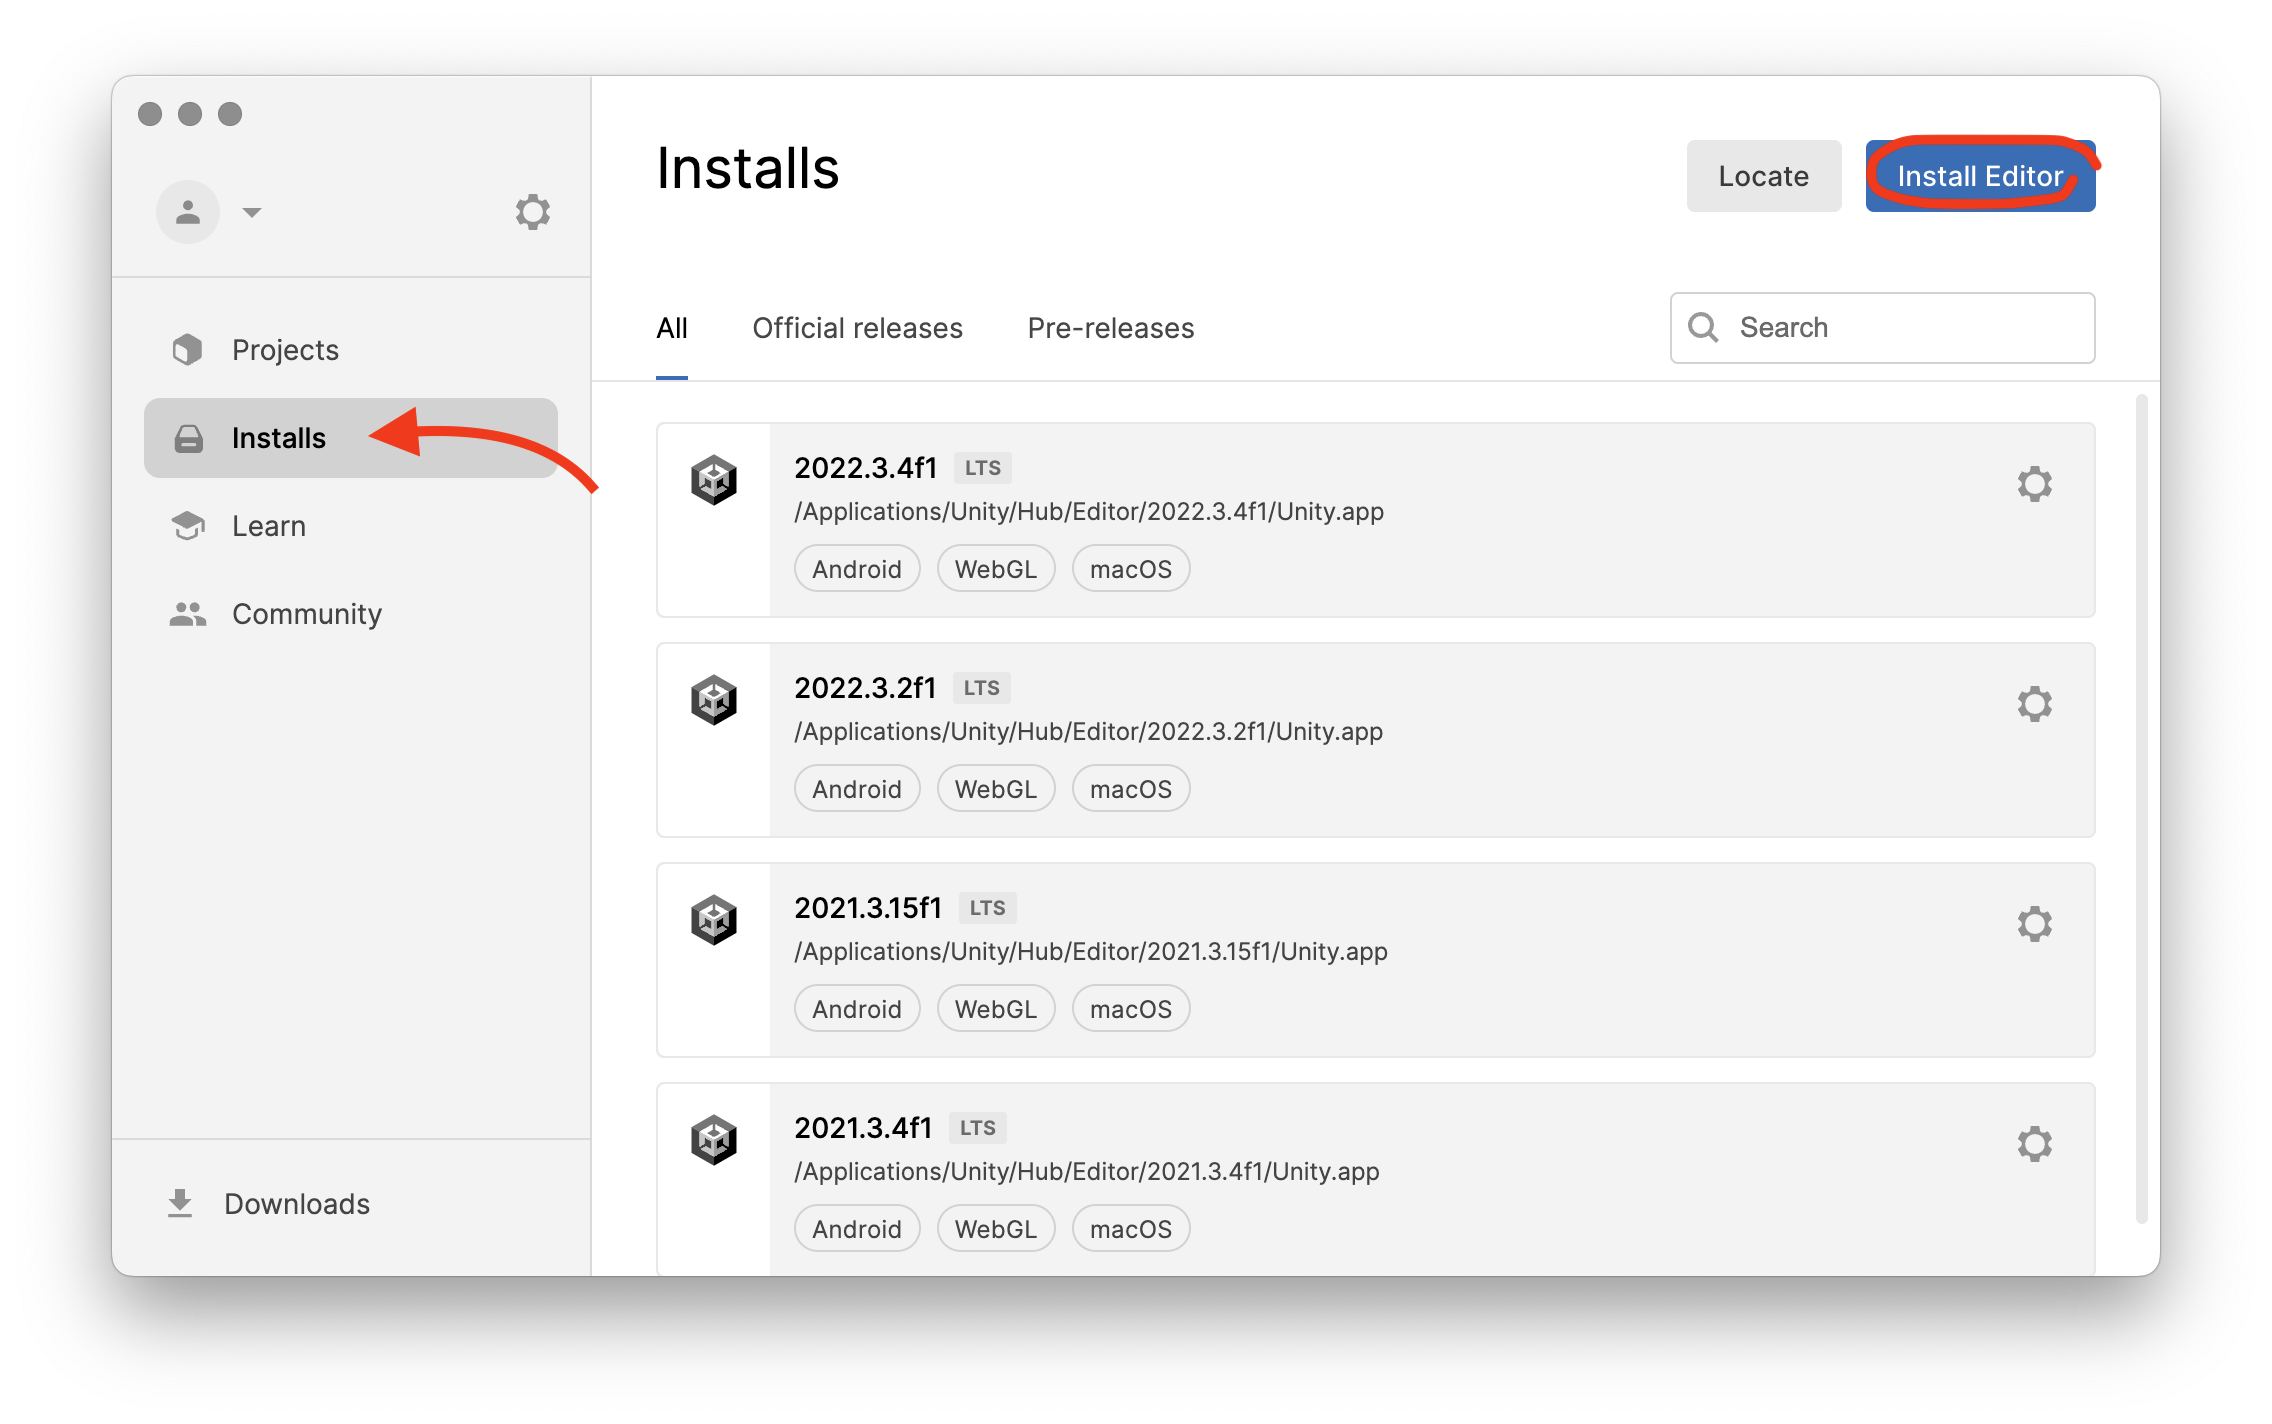 Installs
Locate
Install Editor
Projects
Installs
Learn
Community
Downloads
All
Official releases
Pre-releases
Search
2022.3.4f1 LTS
/Applications/Unity/Hub/Editor/2022.3.4f1/Unity.app
Android WebGL macOS
2022.3.2f1 LTS
/Applications/Unity/Hub/Editor/2022.3.2f1/Unity.app
Android WebGL macOS
2021.3.15f1 LTS
/Applications/Unity/Hub/Editor/2021.3.15f1/Unity.app
Android WebGL macOS
2021.3.4f1 LTS
/Applications/Unity/Hub/Editor/2021.3.4f1/Unity.app
Android WebGL macOS